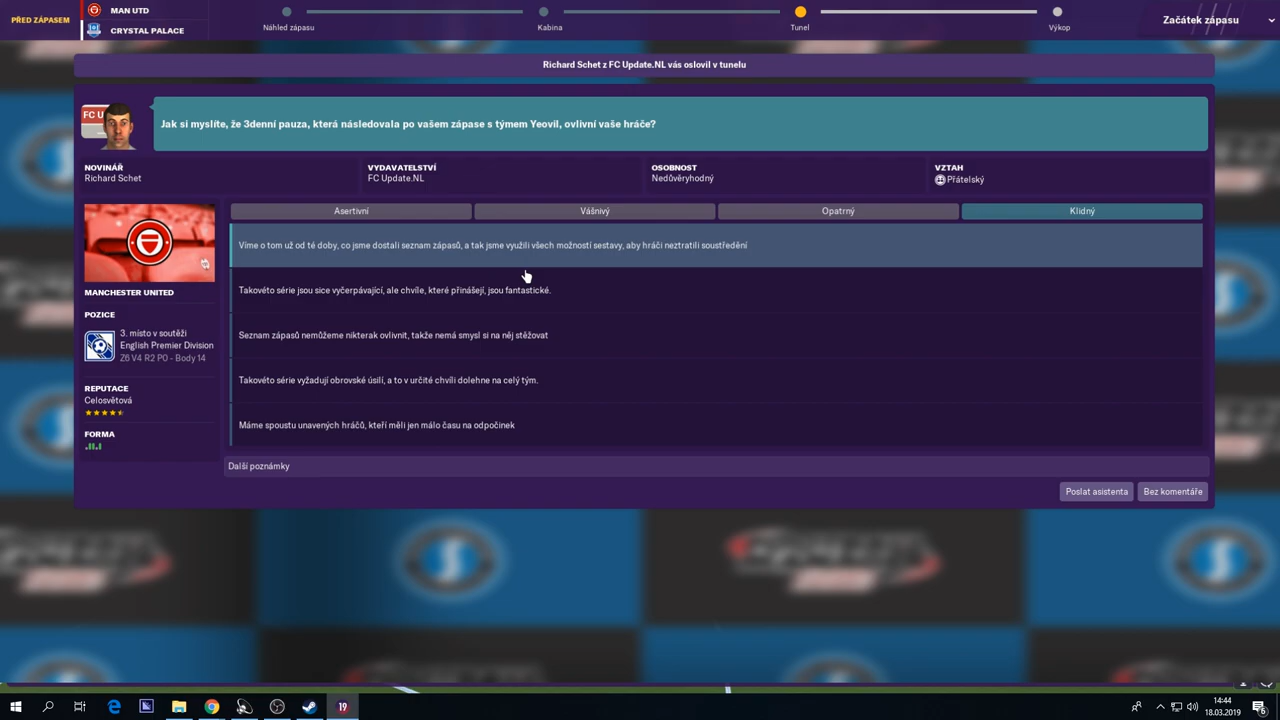 PŘED ZÁPASEM
MAN UTD
CRYSTAL PALACE
Náhled zápasu
Kabina
Tunel
Výkop
Začátek zápasu
Richard Schet z FC Update.NL vás oslovil v tunelu
FC U
Jak si myslíte, že 3denní pauza, která následovala po vašem zápase s týmem Yeovil, ovlivní vaše hráče?
NOVINÁŘ
Richard Schet
VYDAVATELSTVÍ
FC Update.NL
OSOBNOST
Nedůvěryhodný
VZTAH
Přátelský
MANCHESTER UNITED
POZICE
3. místo v soutěži
English Premier Division
Z6 V4 R2 P0 - Body 14
REPUTACE
Celosvětová
FORMA
Asertivní
Vášnivý
Opatrný
Klidný
Víme o tom už od té doby, co jsme dostali seznam zápasů, a tak jsme využili všech možností sestavy, aby hráči neztratili soustředění
Takovéto série jsou sice vyčerpávající, ale chvíle, které přinášejí, jsou fantastické.
Seznam zápasů nemůžeme nikterak ovlivnit, takže nemá smysl si na něj stěžovat
Takovéto série vyžadují obrovské úsilí, a to v určité chvíli dolehne na celý tým.
Máme spoustu unavených hráčů, kteří měli jen málo času na odpočinek
Další poznámky
Poslat asistenta
Bez komentáře
19
14:44
18.03.2019